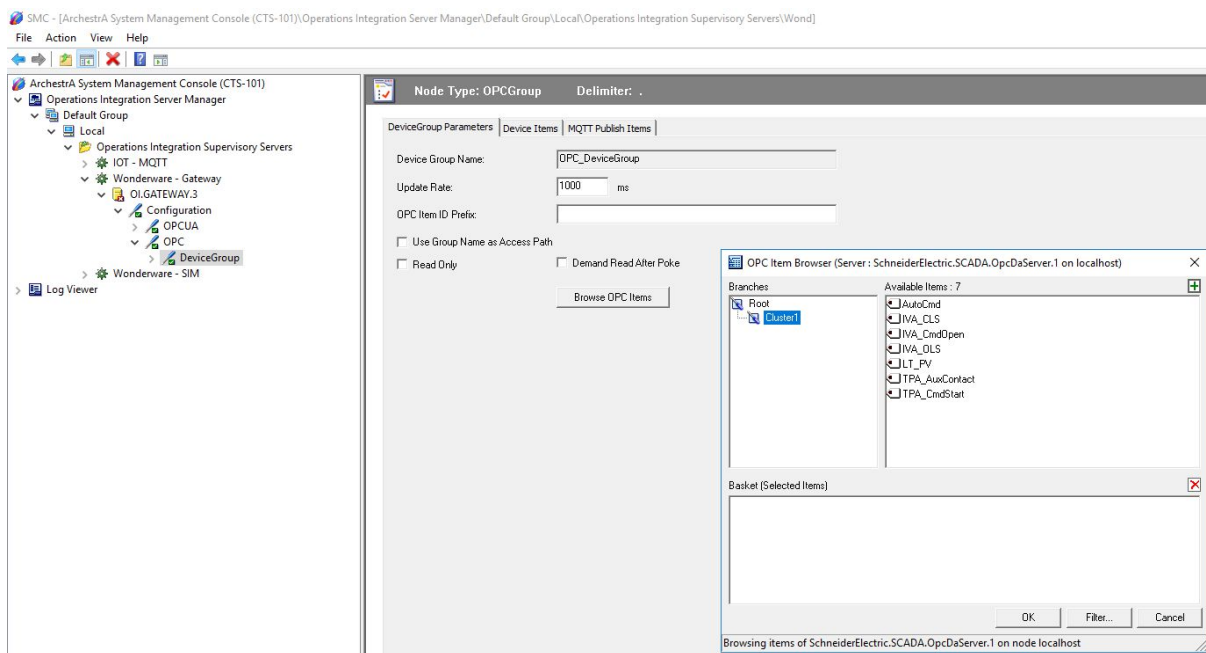 SMC - [ArchestrA System Management Console (CTS-101)\Operations Integration Server Manager\Default Group\Local\Operations Integration Supervisory Servers\Wond]
File Action View Help
ArchestrA System Management Console (CTS-101)
Operations Integration Server Manager
Default Group
Local
Operations Integration Supervisory Servers
IOT - MQTT
Wonderware - Gateway
OI.GATEWAY.3
Configuration
OPCUA
OPC
DeviceGroup
Wonderware - SIM
Log Viewer
Node Type: OPCGroup Delimiter: .
DeviceGroup Parameters Device Items MQTT Publish Items
Device Group Name: OPC_DeviceGroup
Update Rate: 1000 ms
OPC Item ID Prefix:
Use Group Name as Access Path
Read Only Demand Read After Poke
Browse OPC Items
OPC Item Browser (Server : SchneiderElectric.SCADA.OpcDaServer.1 on localhost)
Branches Available Items : 7
Root
Cluster1
AutoCmd
IVA_CLS
IVA_CmdOpen
IVA_OLS
LT_PV
TPA_AuxContact
TPA_CmdStart
Basket (Selected Items)
OK Filter... Cancel
Browsing items of SchneiderElectric.SCADA.OpcDaServer.1 on node localhost